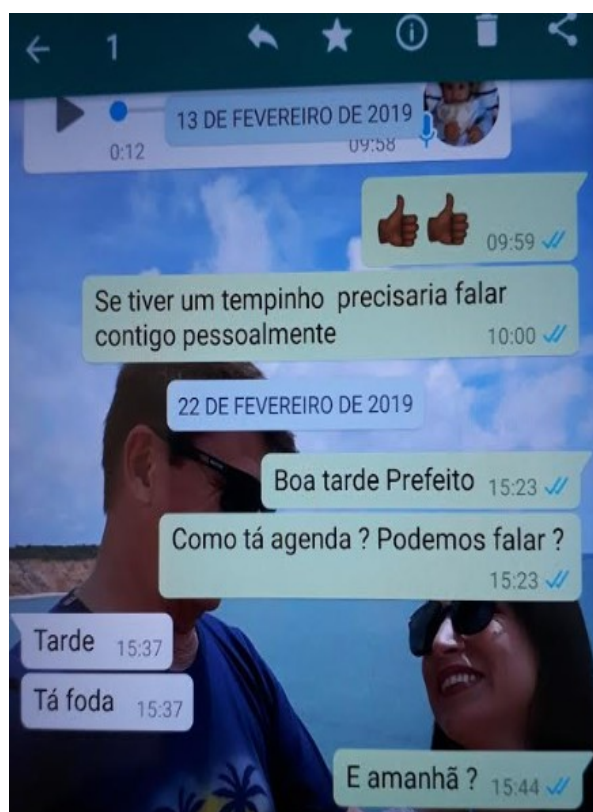 1
13 DE FEVEREIRO DE 2019
0:12 09:58
09:59
Se tiver um tempinho precisaria falar
contigo pessoalmente 10:00
22 DE FEVEREIRO DE 2019
Boa tarde Prefeito 15:23
Como tá agenda ? Podemos falar ?
15:23
Tarde 15:37
Tá foda 15:37
E amanhã ? 15:44